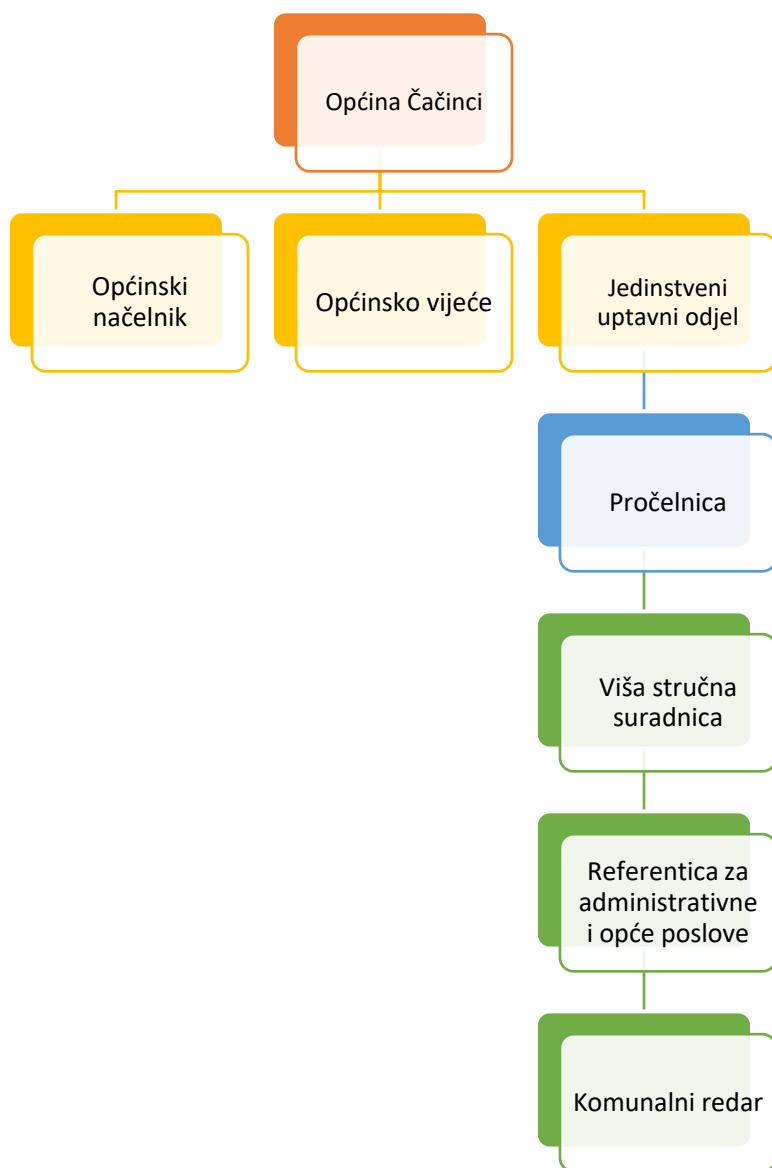 Općina Čačinci
Općinski
načelnik
Općinsko vijeće
Jedinstveni
uptavni odjel
Pročelnica
Viša stručna
suradnica
Referentica za
administrativne
i opće poslove
Komunalni redar